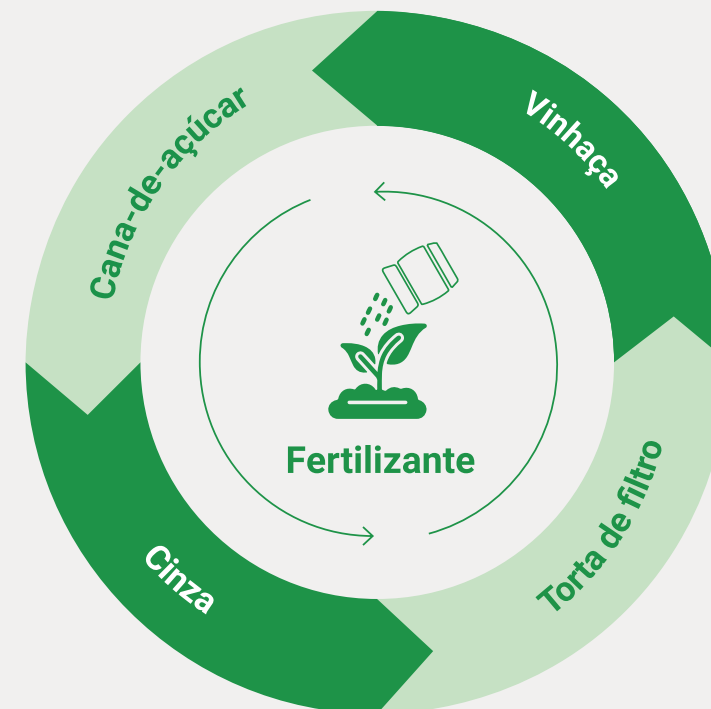 Cana-de-açúcar
Vinhaça
Fertilizante
Torta de filtro
Cinza